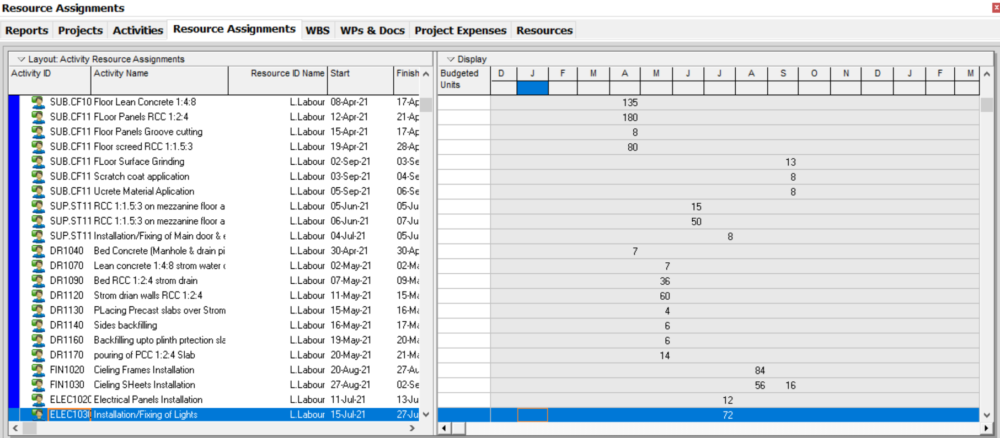 Resource Assignments
Reports Projects Activities Resource Assignments WBS WPs & Docs Project Expenses Resources
Layout: Activity Resource Assignments Display
Activity ID Activity Name Resource ID Name Start Finish Budgeted Units D J F M A M J J A S O N D J F M
SUB.CF10 Floor Lean Concrete 1:4:8 L.Labour 08-Apr-21 17-Ap 135
SUB.CF11 FLoor Panels RCC 1:2:4 L.Labour 12-Apr-21 21-Ap 180
SUB.CF11 Floor Panels Groove cutting L.Labour 15-Apr-21 17-Ap 8
SUB.CF11 Floor screed RCC 1:1.5:3 L.Labour 19-Apr-21 28-Ap 80
SUB.CF11 FLoor Surface Grinding L.Labour 02-Sep-21 03-Se 13
SUB.CF11 Scratch coat application L.Labour 03-Sep-21 04-Se 8
SUB.CF11 Ucrete Material Aplication L.Labour 05-Sep-21 06-Se 8
SUP.ST11 RCC 1:1.5:3 on mezzanine floor a L.Labour 05-Jun-21 05-Ju 15
SUP.ST11 RCC 1:1.5:3 on mezzanine floor a L.Labour 06-Jun-21 07-Ju 50
SUP.ST11 Installation/Fixing of Main door & e L.Labour 04-Jul-21 05-Ju 8
DR1040 Bed Concrete (Manhole & drain pi L.Labour 30-Apr-21 30-Ap 7
DR1070 Lean concrete 1:4:8 strom water L.Labour 02-May-21 02-Ma 7
DR1090 Bed RCC 1:2:4 strom drain L.Labour 07-May-21 09-Ma 36
DR1120 Strom drian walls RCC 1:2:4 L.Labour 11-May-21 15-Ma 60
DR1130 PLacing Precast slabs over Strom L.Labour 15-May-21 16-Ma 4
DR1140 Sides backfilling L.Labour 16-May-21 17-Ma 6
DR1160 Backfilling upto plinth prtection sla L.Labour 19-May-21 20-Ma 6
DR1170 pouring of PCC 1:2:4 Slab L.Labour 20-May-21 21-Ma 14
FIN1020 Cieling Frames Installation L.Labour 20-Aug-21 27-Au 84
FIN1030 Cieling SHeets Installation L.Labour 27-Aug-21 02-Se 56 16
ELEC1020 Electrical Panels Installation L.Labour 11-Jul-21 13-Ju 12
ELEC1030 Installation/Fixing of Lights L.Labour 15-Jul-21 27-Ju 72